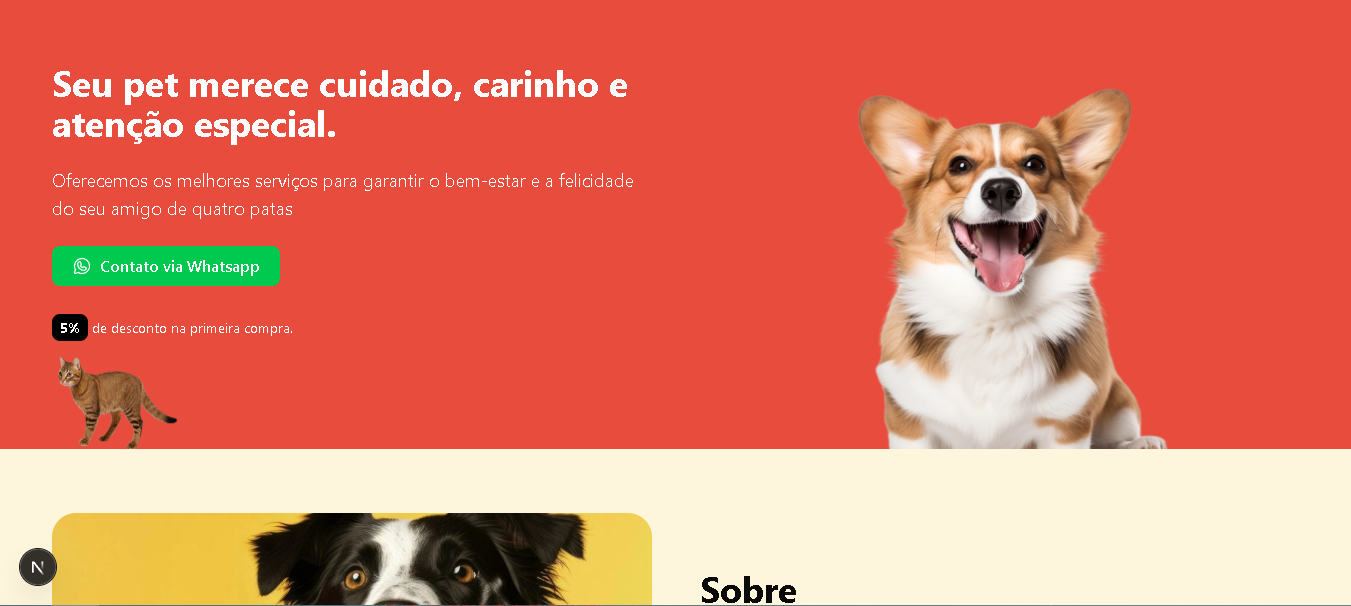 Seu pet merece cuidado, carinho e
atenção especial.
Oferecemos os melhores serviços para garantir o bem-estar e a felicidade
do seu amigo de quatro patas
Contato via Whatsapp
5% de desconto na primeira compra.
N
Sobre